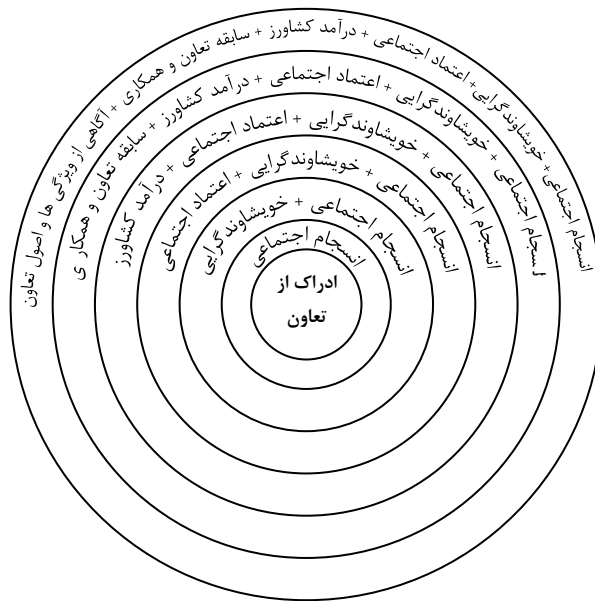 انسجام اجتماعی + خویشاوندگرایی + اعتماد اجتماعی + درآمد کشاورز + سابقه تعاون و همکاری + آگاهی از ویژگی ها و اصول تعاون
انسجام اجتماعی + خویشاوندگرایی + اعتماد اجتماعی + درآمد کشاورز + سابقه تعاون و همکار ی
انسجام اجتماعی + خویشاوندگرایی + اعتماد اجتماعی + درآمد کشاورز
انسجام اجتماعی + خویشاوندگرایی + اعتماد اجتماعی
انسجام اجتماعی + خویشاوندگرایی
انسجام اجتماعی
ادراک از
تعاون